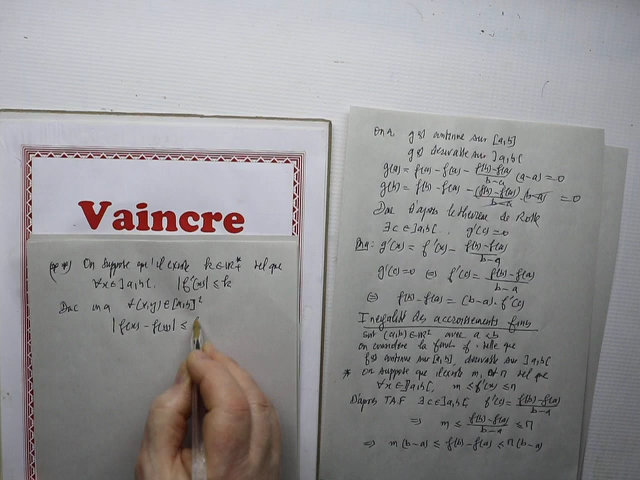 Vaincre
(**) On suppose qu'il existe k ∈ ℝ*₊ tel que
∀x ∈ ]a,b[, |f'(x)| ≤ k
Donc on a ∀(x,y) ∈ [a,b]²
|f(x) - f(y)| ≤
On a g est continue sur [a,b]
g est dérivable sur ]a,b[
g(a) = f(a) - f(a) - (f(b)-f(a))/(b-a) (a-a) = 0
g(b) = f(b) - f(a) - (f(b)-f(a))/(b-a) (b-a) = 0
Donc d'après le théorème de Rolle
∃ c ∈ ]a,b[, g'(c) = 0
g'(x) = f'(x) - (f(b)-f(a))/(b-a)
g'(c) = 0 ⇔ f'(c) = (f(b)-f(a))/(b-a)
⇔ f(b) - f(a) = (b-a) · f'(c)
Inégalité des accroissements finis
soit (a,b) ∈ ℝ² avec a < b
on considère la fonct° f telle que
f est continue sur [a,b], dérivable sur ]a,b[
* on suppose que il existe m et M tel que
∀x ∈ ]a,b[, m ≤ f'(x) ≤ M
D'après TAF ∃ c ∈ ]a,b[ f'(c) = (f(b)-f(a))/(b-a)
⇒ m ≤ (f(b)-f(a))/(b-a) ≤ M
⇒ m(b-a) ≤ f(b)-f(a) ≤ M(b-a)